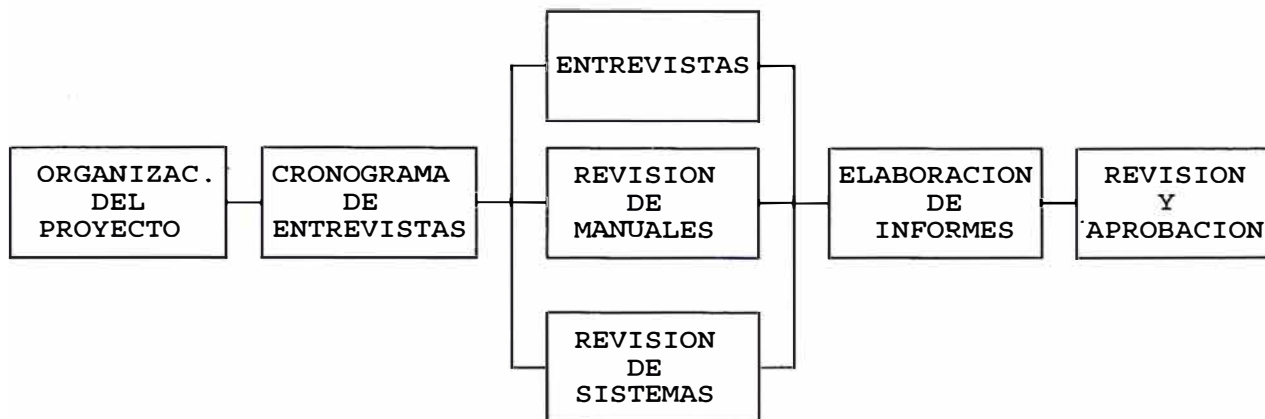 ORGANIZAC.
DEL
PROYECTO
CRONOGRAMA
DE
ENTREVISTAS
ENTREVISTAS
REVISION
DE
MANUALES
REVISION
DE
SISTEMAS
ELABORACION
DE
INFORMES
REVISION
Y
APROBACION